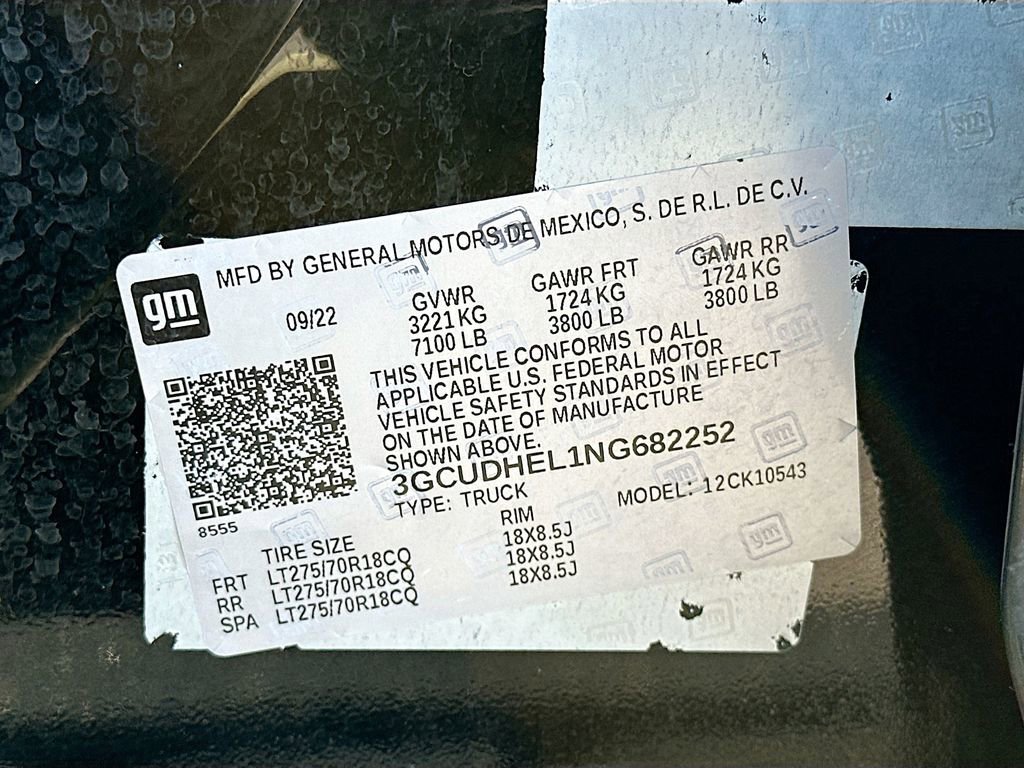 MFD BY GENERAL MOTORS DE MEXICO, S. DE R.L. DE C.V.
gm
09/22 GVWR GAWR FRT GAWR RR
3221 KG 1724 KG 1724 KG
7100 LB 3800 LB 3800 LB
THIS VEHICLE CONFORMS TO ALL
APPLICABLE U.S. FEDERAL MOTOR
VEHICLE SAFETY STANDARDS IN EFFECT
ON THE DATE OF MANUFACTURE
SHOWN ABOVE.
3GCUDHEL1NG682252
TYPE: TRUCK MODEL: 12CK10543
8555
TIRE SIZE RIM
FRT LT275/70R18CQ 18X8.5J
RR LT275/70R18CQ 18X8.5J
SPA LT275/70R18CQ 18X8.5J